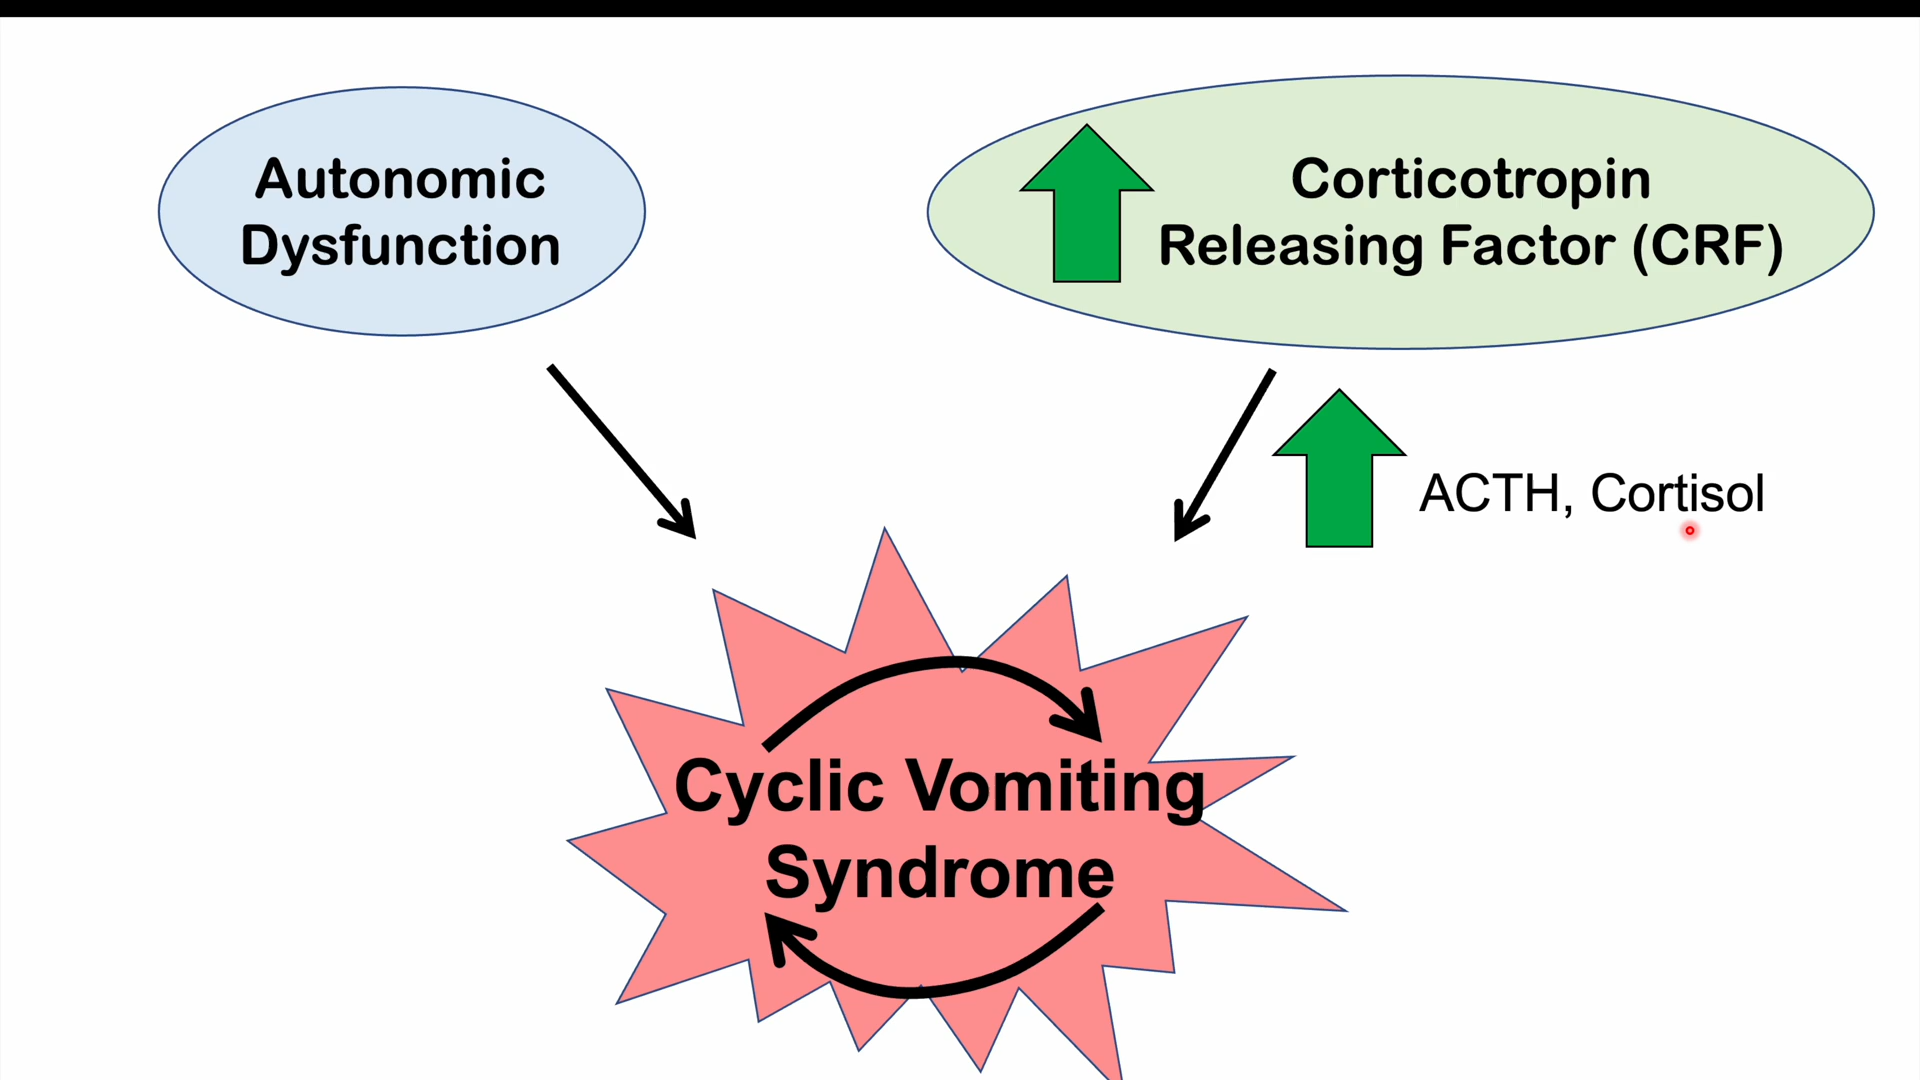 Autonomic
Dysfunction
Corticotropin
Releasing Factor (CRF)
ACTH, Cortisol
Cyclic Vomiting
Syndrome